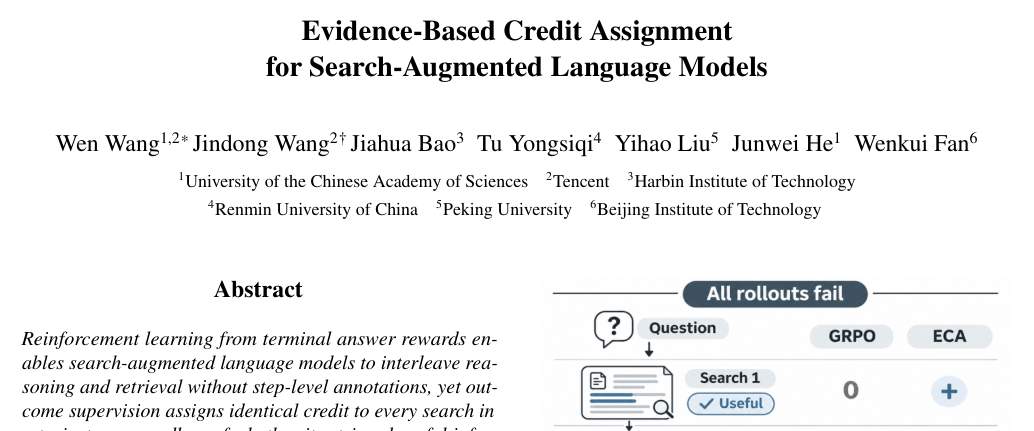 Evidence-Based Credit Assignment
for Search-Augmented Language Models
Wen Wang1,2* Jindong Wang2† Jiahua Bao3 Tu Yongsiqi4 Yihao Liu5 Junwei He1 Wenkui Fan6
1University of the Chinese Academy of Sciences 2Tencent 3Harbin Institute of Technology
4Renmin University of China 5Peking University 6Beijing Institute of Technology
Abstract
Reinforcement learning from terminal answer rewards en-
ables search-augmented language models to interleave rea-
soning and retrieval without step-level annotations, yet out-
come supervision assigns identical credit to every search in
All rollouts fail
?
Question
GRPO
ECA
Search 1
✓ Useful
0
+